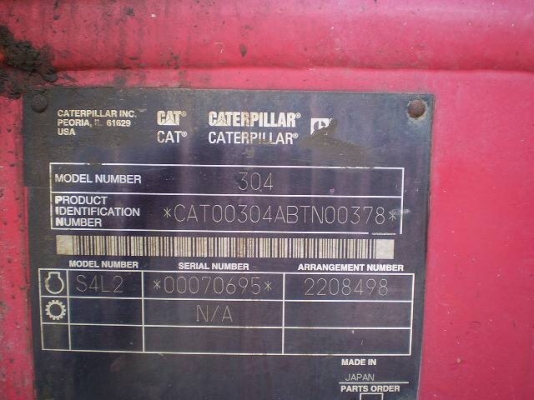 CATERPILLAR INC. CAT® CATERPILLAR®
PEORIA, IL 61629 CAT® CATERPILLAR®
USA
MODEL NUMBER 304
PRODUCT
IDENTIFICATION *CAT00304ABTN00378*
NUMBER
MODEL NUMBER SERIAL NUMBER ARRANGEMENT NUMBER
S4L2 *00070695* 2208498
N/A
MADE IN
JAPAN
PARTS ORDER